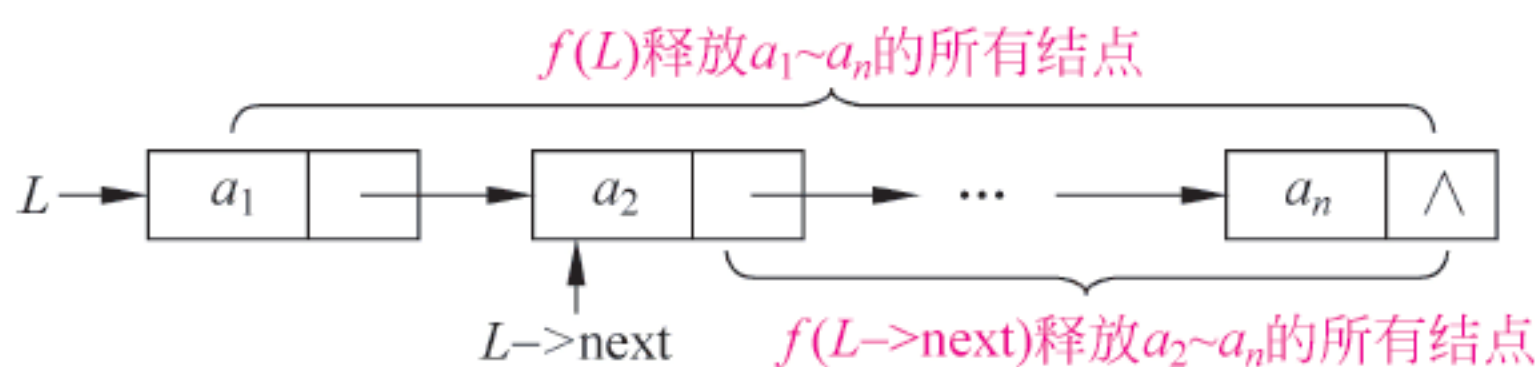 f(L)释放a₁~aₙ的所有结点
L a₁ a₂ … aₙ ∧
L–>next f(L–>next)释放a₂~aₙ的所有结点